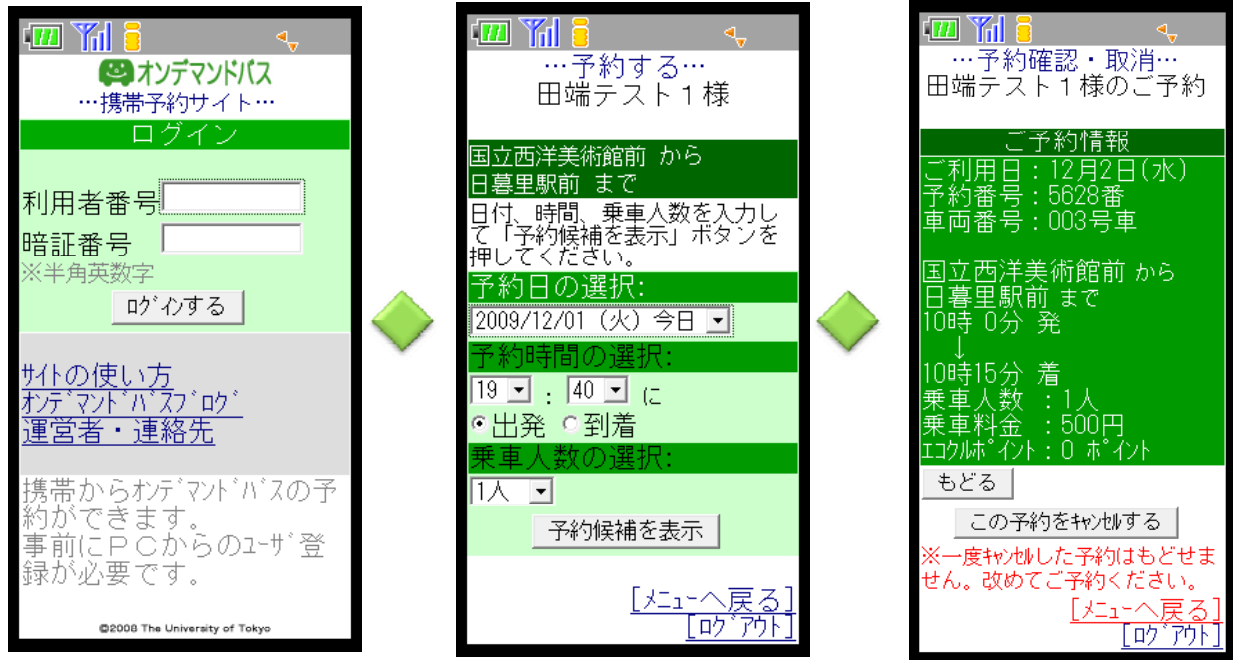 オンデマンドバス
…携帯予約サイト…
ログイン
利用者番号
暗証番号
※半角英数字
ﾛｸﾞｲﾝする
ｻｲﾄの使い方
ｵﾝﾃﾞﾏﾝﾄﾞﾊﾞｽﾌﾞﾛｸﾞ
運営者・連絡先
携帯からｵﾝﾃﾞﾏﾝﾄﾞﾊﾞｽの予
約ができます。
事前にＰＣからのﾕｰｻﾞ登
録が必要です。
©2008 The University of Tokyo
…予約する…
田端テスト１様
国立西洋美術館前 から
日暮里駅前 まで
日付、時間、乗車人数を入力し
て「予約候補を表示」ボタンを
押してください。
予約日の選択:
2009/12/01（火）今日
予約時間の選択:
19 : 40 に
出発 到着
乗車人数の選択:
1人
予約候補を表示
[ﾒﾆｭｰへ戻る]
[ﾛｸﾞｱｳﾄ]
…予約確認・取消…
田端テスト１様のご予約
ご予約情報
ご利用日：12月2日(水)
予約番号：5628番
車両番号：003号車
国立西洋美術館前 から
日暮里駅前 まで
10時 0分 発
↓
10時15分 着
乗車人数 ：1人
乗車料金 ：500円
ｴｺｸﾙﾎﾟｲﾝﾄ：0 ﾎﾟｲﾝﾄ
もどる
この予約をｷｬﾝｾﾙする
※一度ｷｬﾝｾﾙした予約はもどせま
せん。改めてご予約ください。
[ﾒﾆｭｰへ戻る]
[ﾛｸﾞｱｳﾄ]